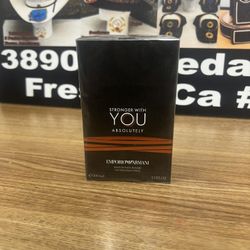 3890
eda
Fre
Ca #
STRONGER WITH
YOU
ABSOLUTELY
EMPORIO ARMANI